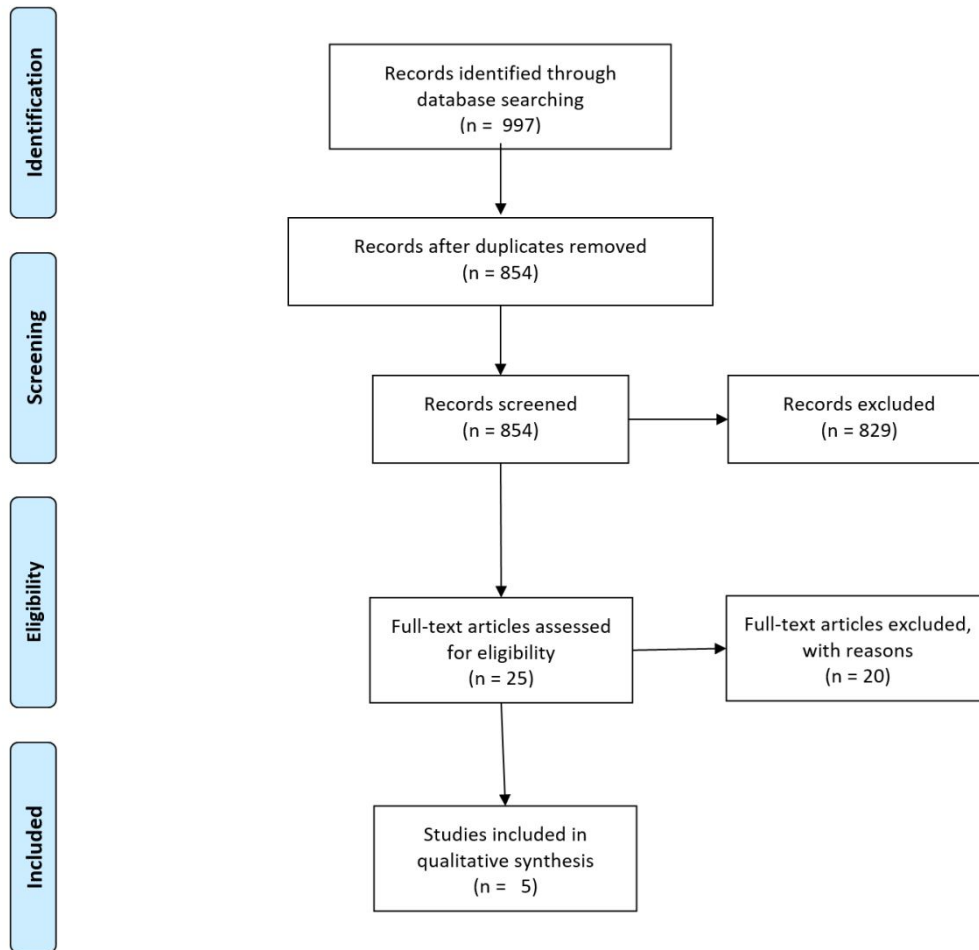 Identification
Records identified through
database searching
(n = 997)
Records after duplicates removed
(n = 854)
Screening
Records screened
(n = 854)
Records excluded
(n = 829)
Eligibility
Full-text articles assessed
for eligibility
(n = 25)
Full-text articles excluded,
with reasons
(n = 20)
Included
Studies included in
qualitative synthesis
(n = 5)